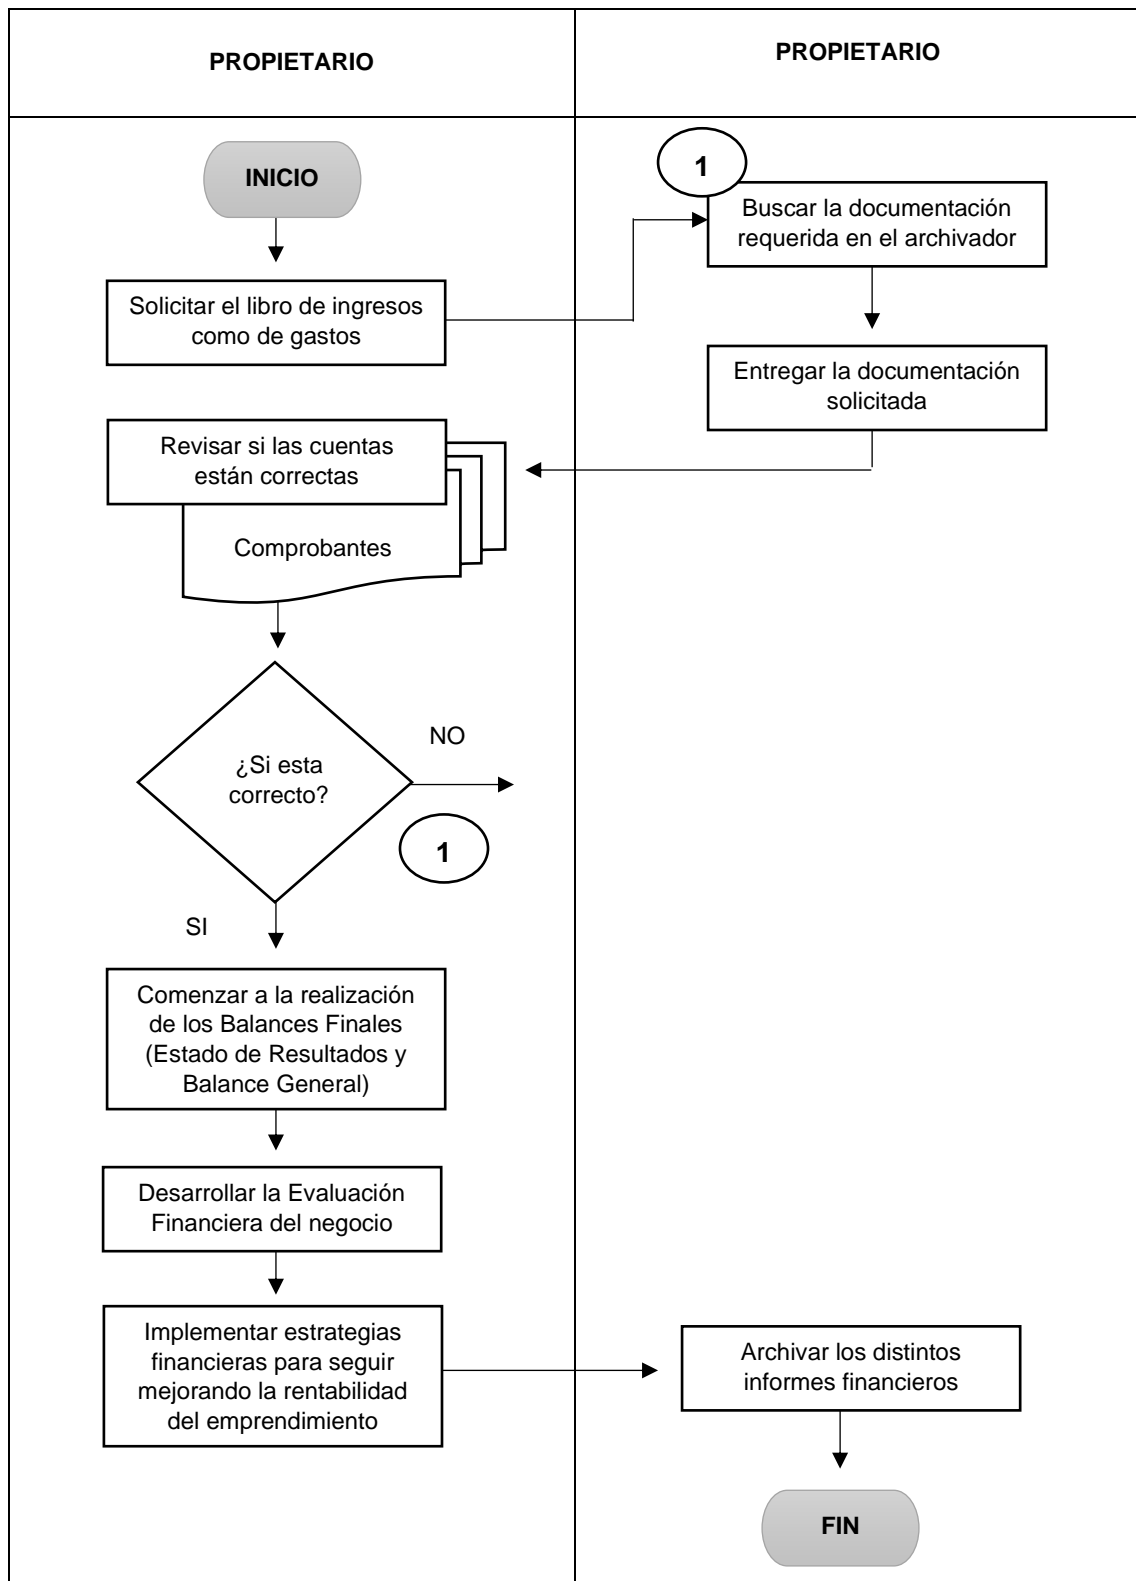 PROPIETARIO
PROPIETARIO
INICIO
Solicitar el libro de ingresos
como de gastos
1
Buscar la documentación
requerida en el archivador
Entregar la documentación
solicitada
Revisar si las cuentas
están correctas
Comprobantes
¿Si esta
correcto?
NO
1
SI
Comenzar a la realización
de los Balances Finales
(Estado de Resultados y
Balance General)
Desarrollar la Evaluación
Financiera del negocio
Implementar estrategias
financieras para seguir
mejorando la rentabilidad
del emprendimiento
Archivar los distintos
informes financieros
FIN